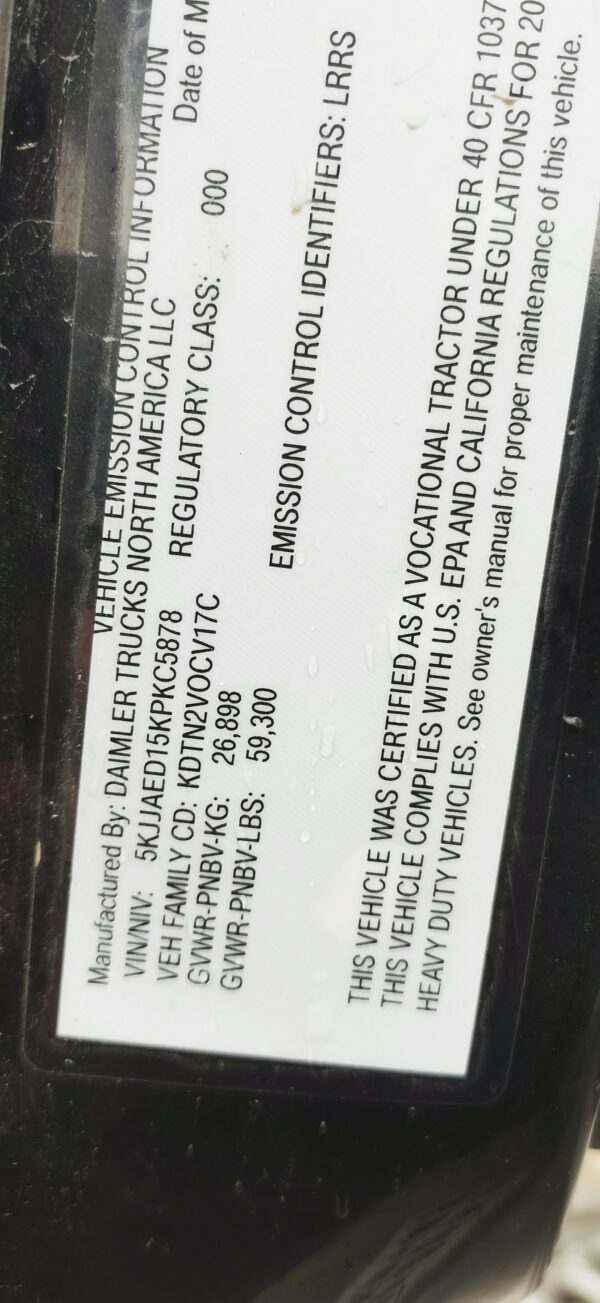 VEHICLE EMISSION CONTROL INFORMATION
Manufactured By: DAIMLER TRUCKS NORTH AMERICA LLC Date of M
VIN/NIV: 5KJJAED15KPKC5878 REGULATORY CLASS: 000
VEH FAMILY CD: KDTN2VOCV17C
GVWR-PNBV-KG: 26,898
GVWR-PNBV-LBS: 59,300
EMISSION CONTROL IDENTIFIERS: LRRS
THIS VEHICLE WAS CERTIFIED AS A VOCATIONAL TRACTOR UNDER 40 CFR 1037
THIS VEHICLE COMPLIES WITH U.S. EPA AND CALIFORNIA REGULATIONS FOR 20
HEAVY DUTY VEHICLES. See owner's manual for proper maintenance of this vehicle.